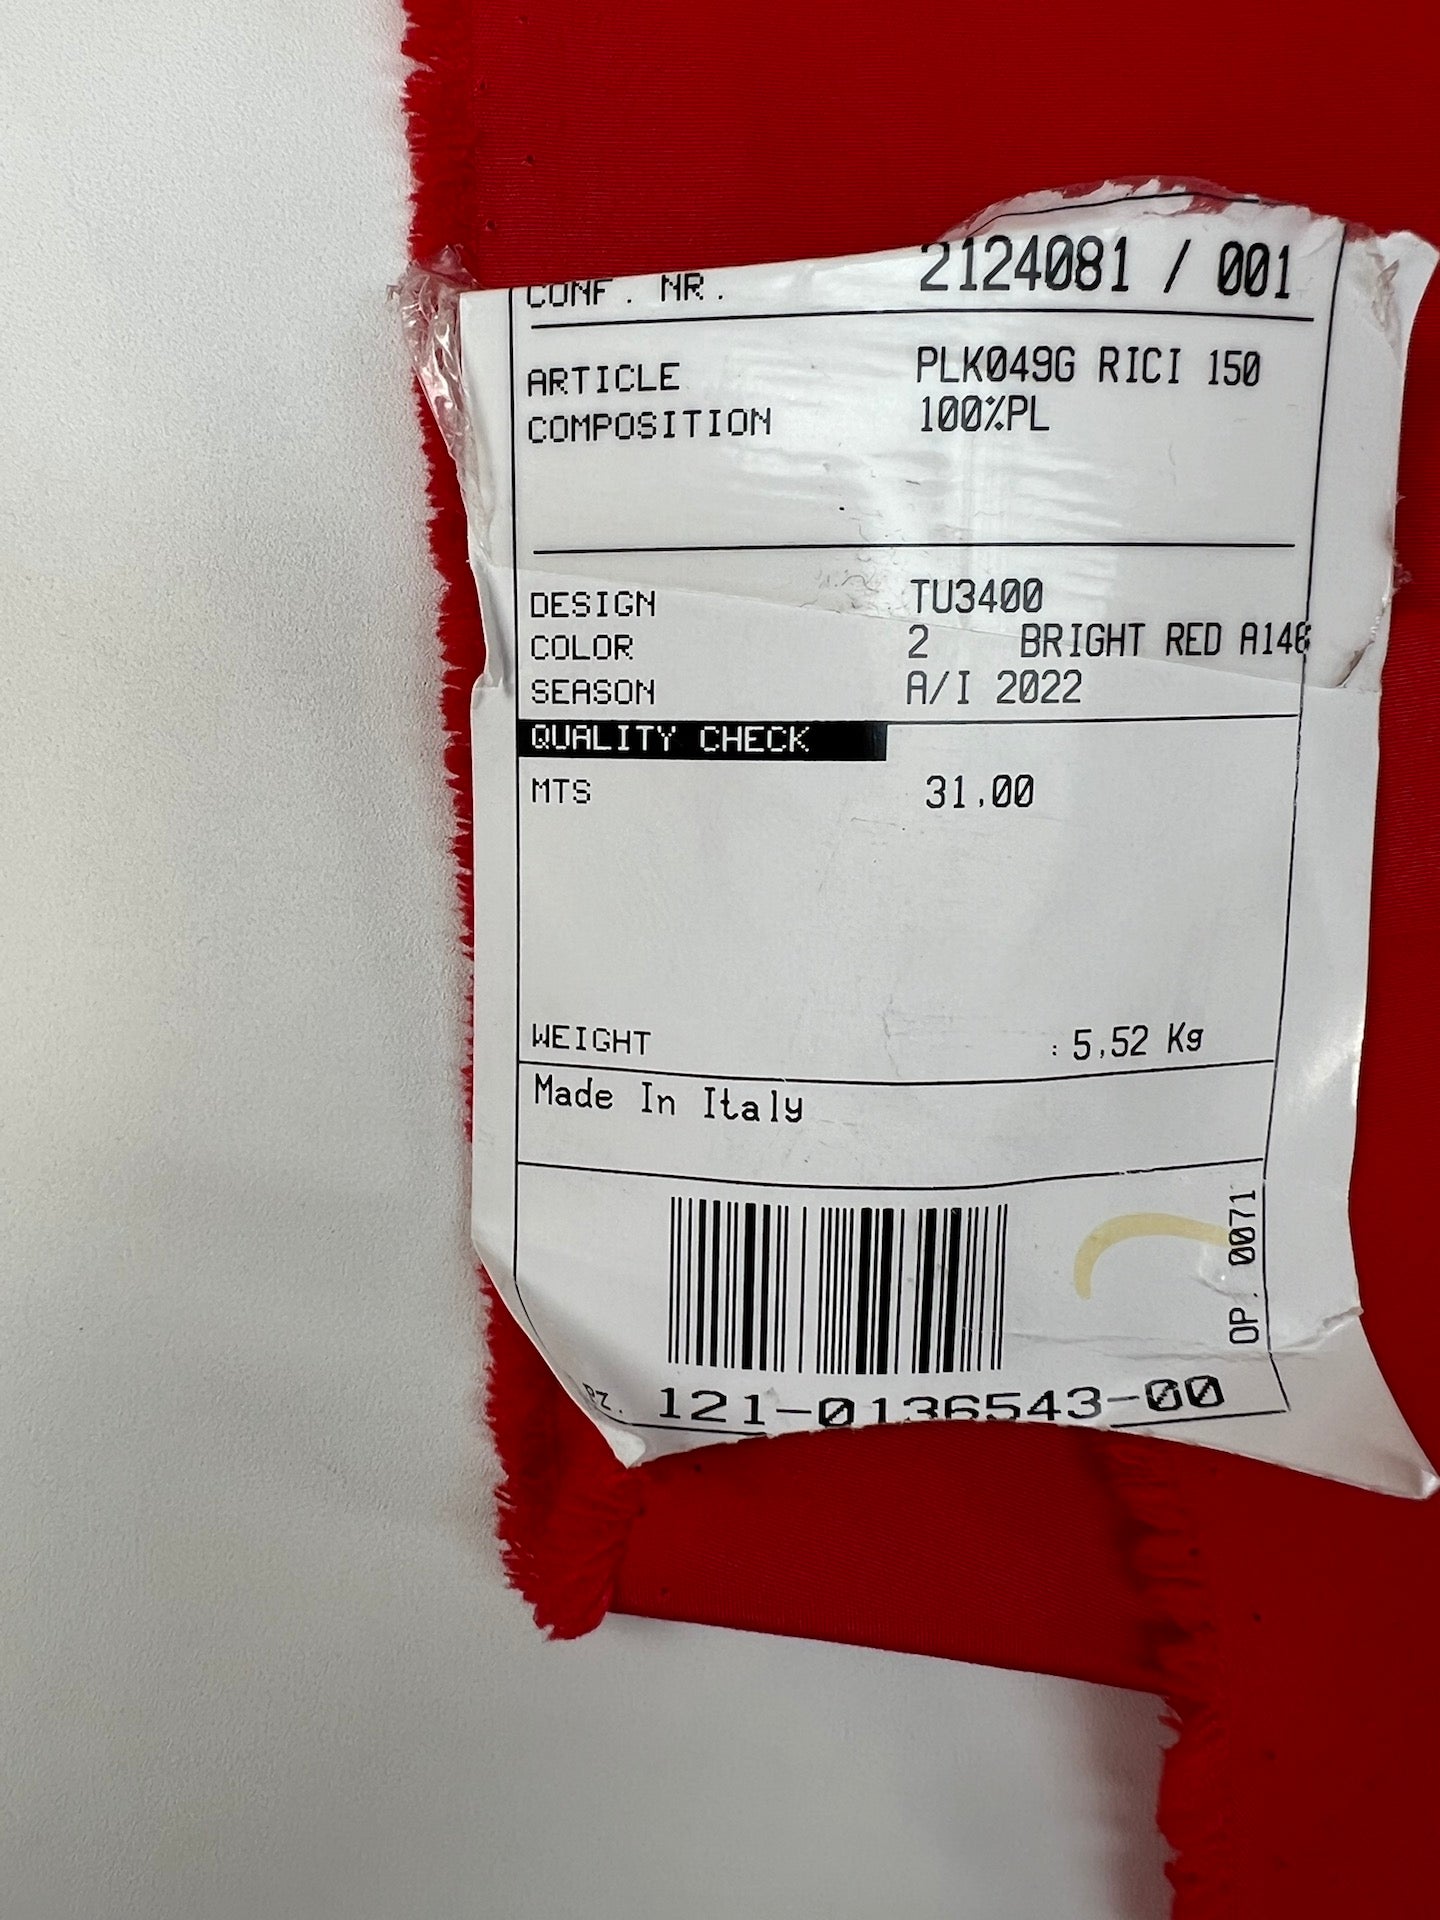 CONF. NR. 2124081 / 001
ARTICLE PLK049G RICI 150
COMPOSITION 100%PL
DESIGN TU3400
COLOR 2 BRIGHT RED A146
SEASON A/I 2022
QUALITY CHECK
MTS 31,00
WEIGHT : 5,52 Kg
Made In Italy
OP. 0071
PZ. 121-0136543-00